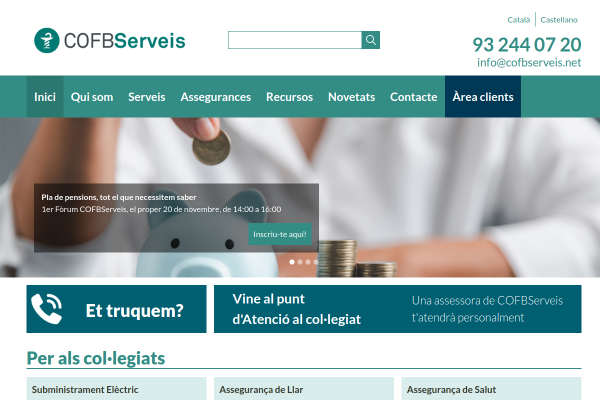 Català
Castellano
COFBServeis
93 244 07 20
info@cofbserveis.net
Inici
Qui som
Serveis
Assegurances
Recursos
Novetats
Contacte
Àrea clients
Pla de pensions, tot el que necessitem saber
1er Fòrum COFBServeis, el proper 20 de novembre, de 14:00 a 16:00
Inscriu-te aquí!
Et truquem?
Vine al punt
d'Atenció al col·legiat
Una assessora de COFBServeis
t'atendrà personalment
Per als col·legiats
Subministrament Elèctric
Assegurança de Llar
Assegurança de Salut